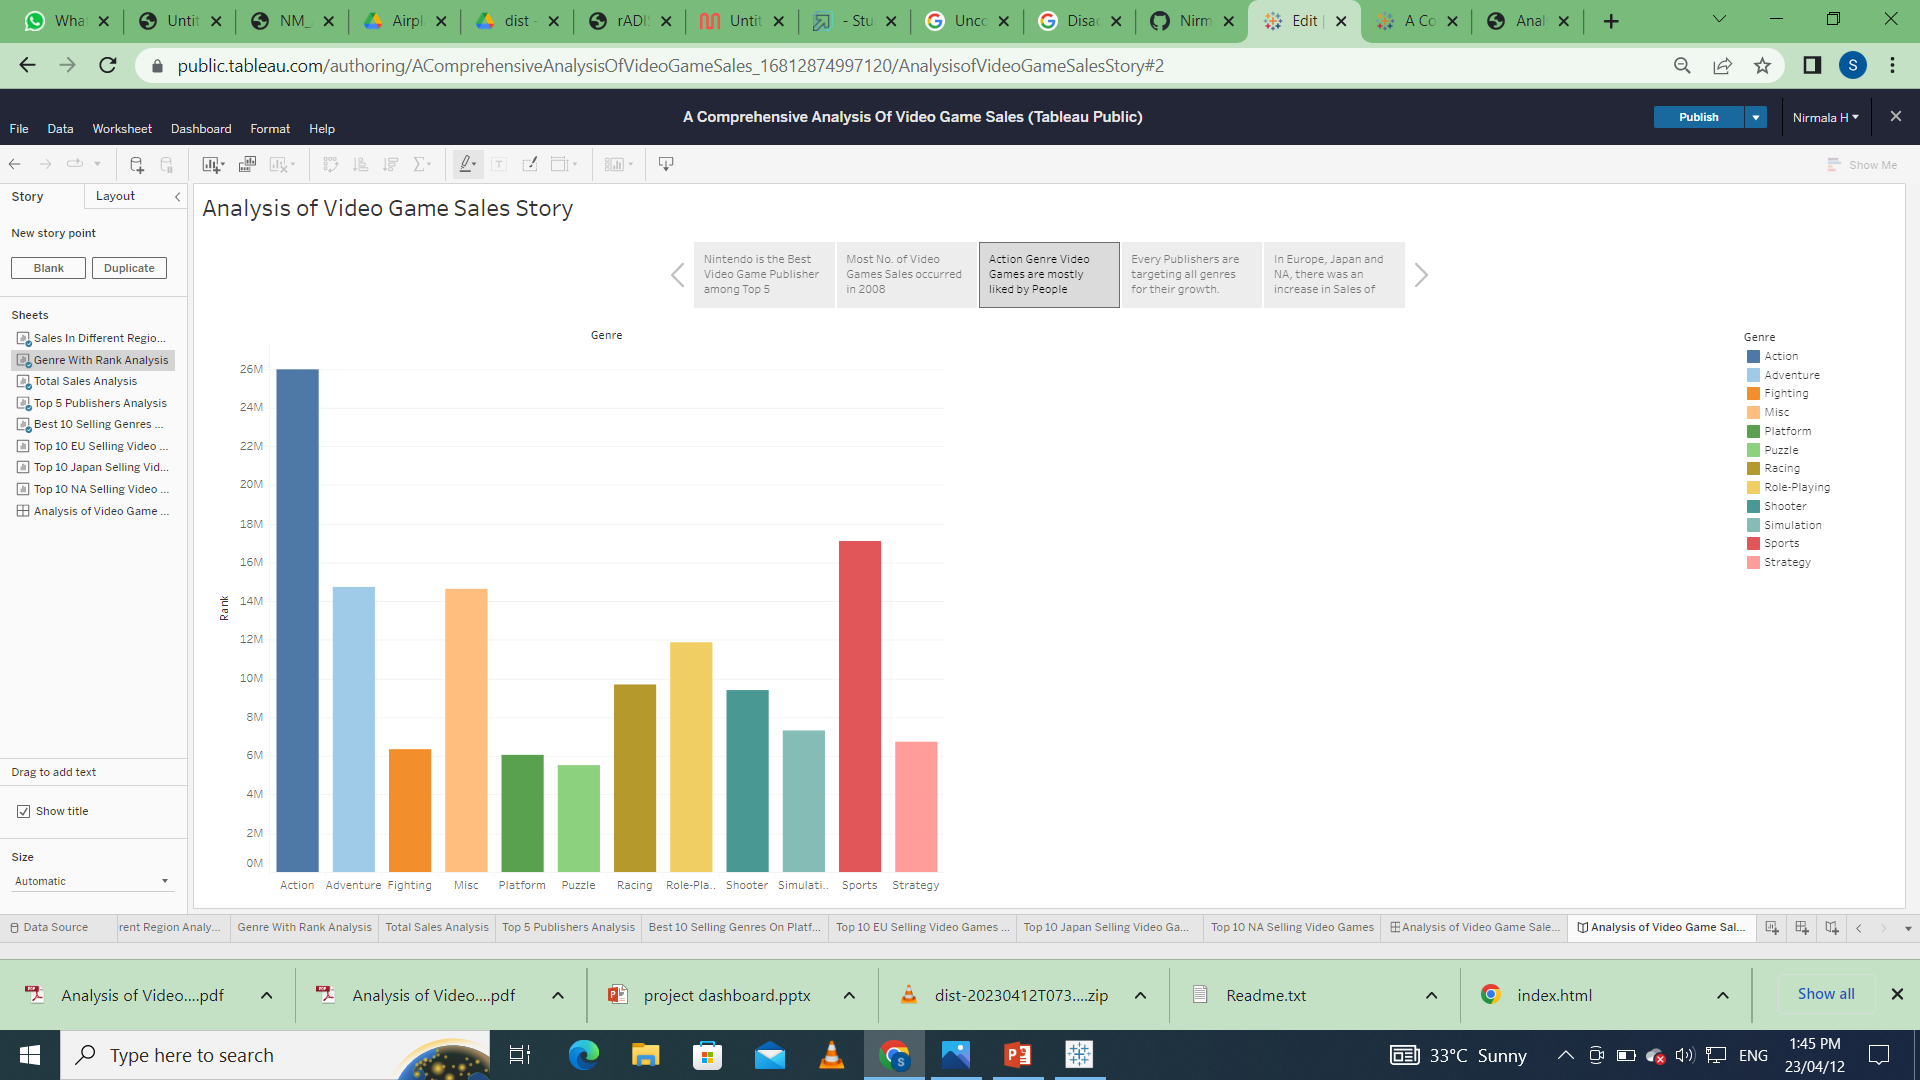 What
Untit
NM_
Airpl
dist -
rADI
Untit
- Stu
Unco
Disac
Nirm
Edit |
A Co
Anal
public.tableau.com/authoring/AComprehensiveAnalysisOfVideoGameSales_16812874997120/AnalysisofVideoGameSalesStory#2
S
A Comprehensive Analysis Of Video Game Sales (Tableau Public)
Publish
Nirmala H
File Data Worksheet Dashboard Format Help
Show Me
Story
Layout
New story point
Blank
Duplicate
Sheets
Sales In Different Regio...
Genre With Rank Analysis
Total Sales Analysis
Top 5 Publishers Analysis
Best 10 Selling Genres ...
Top 10 EU Selling Video ...
Top 10 Japan Selling Vid...
Top 10 NA Selling Video ...
Analysis of Video Game ...
Drag to add text
Show title
Size
Automatic
Analysis of Video Game Sales Story
Nintendo is the Best
Video Game Publisher
among Top 5
Most No. of Video
Games Sales occurred
in 2008
Action Genre Video
Games are mostly
liked by People
Every Publishers are
targeting all genres
for their growth.
In Europe, Japan and
NA, there was an
increase in Sales of
Genre
Rank
26M
24M
22M
20M
18M
16M
14M
12M
10M
8M
6M
4M
2M
0M
Action Adventure Fighting Misc Platform Puzzle Racing Role-Pla.. Shooter Simulati.. Sports Strategy
Genre
Action
Adventure
Fighting
Misc
Platform
Puzzle
Racing
Role-Playing
Shooter
Simulation
Sports
Strategy
Data Source
rent Region Analy...
Genre With Rank Analysis
Total Sales Analysis
Top 5 Publishers Analysis
Best 10 Selling Genres On Platf...
Top 10 EU Selling Video Games ...
Top 10 Japan Selling Video Ga...
Top 10 NA Selling Video Games
Analysis of Video Game Sale...
Analysis of Video Game Sal...
Analysis of Video....pdf
Analysis of Video....pdf
project dashboard.pptx
dist-20230412T073....zip
Readme.txt
index.html
Show all
Type here to search
33°C Sunny
ENG
1:45 PM
23/04/12